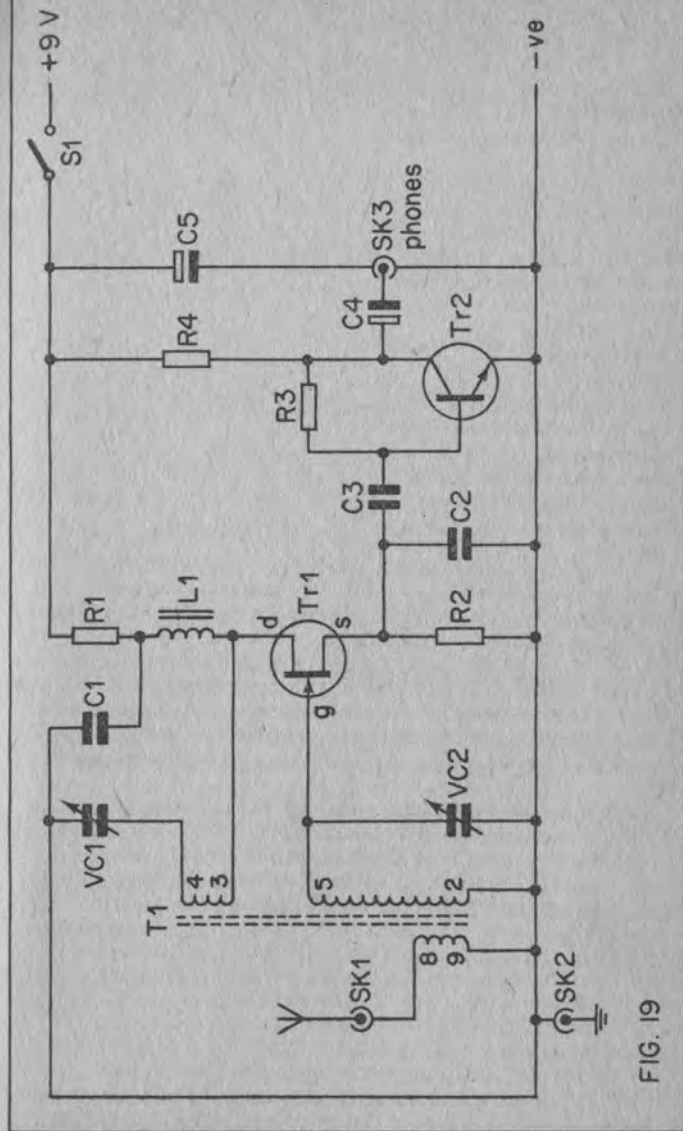 +9V
S1
C5
SK3
phones
R4
C4
Tr2
R3
C3
C2
R1
L1
d
Tr1
s
g
R2
C1
VC1
VC2
4
3
T1
5
2
8
9
SK1
SK2
-ve
FIG. 19